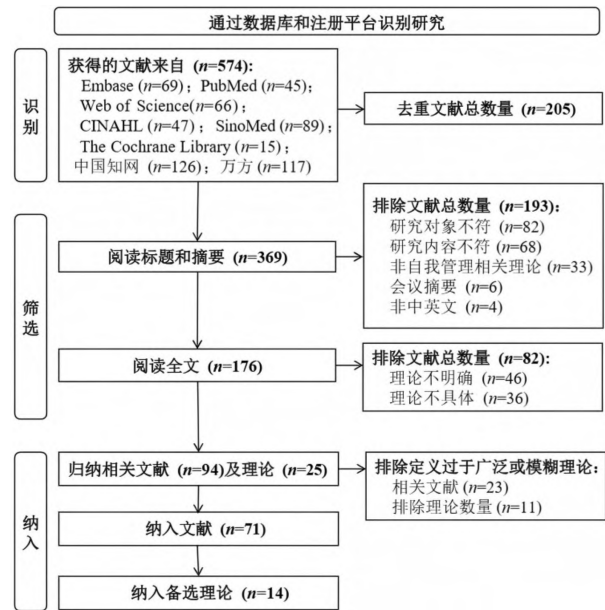 通过数据库和注册平台识别研究
识别
获得的文献来自 (n=574):
Embase (n=69)；PubMed (n=45)；
Web of Science(n=66)；
CINAHL (n=47)；SinoMed (n=89)；
The Cochrane Library (n=15)；
中国知网 (n=126)；万方 (n=117)
去重文献总数量 (n=205)
筛选
阅读标题和摘要 (n=369)
排除文献总数量 (n=193)：
研究对象不符 (n=82)
研究内容不符 (n=68)
非自我管理相关理论 (n=33)
会议摘要 (n=6)
非中英文 (n=4)
阅读全文 (n=176)
排除文献总数量 (n=82)：
理论不明确 (n=46)
理论不具体 (n=36)
纳入
归纳相关文献 (n=94)及理论 (n=25)
排除定义过于广泛或模糊理论：
相关文献 (n=23)
排除理论数量 (n=11)
纳入文献 (n=71)
纳入备选理论 (n=14)